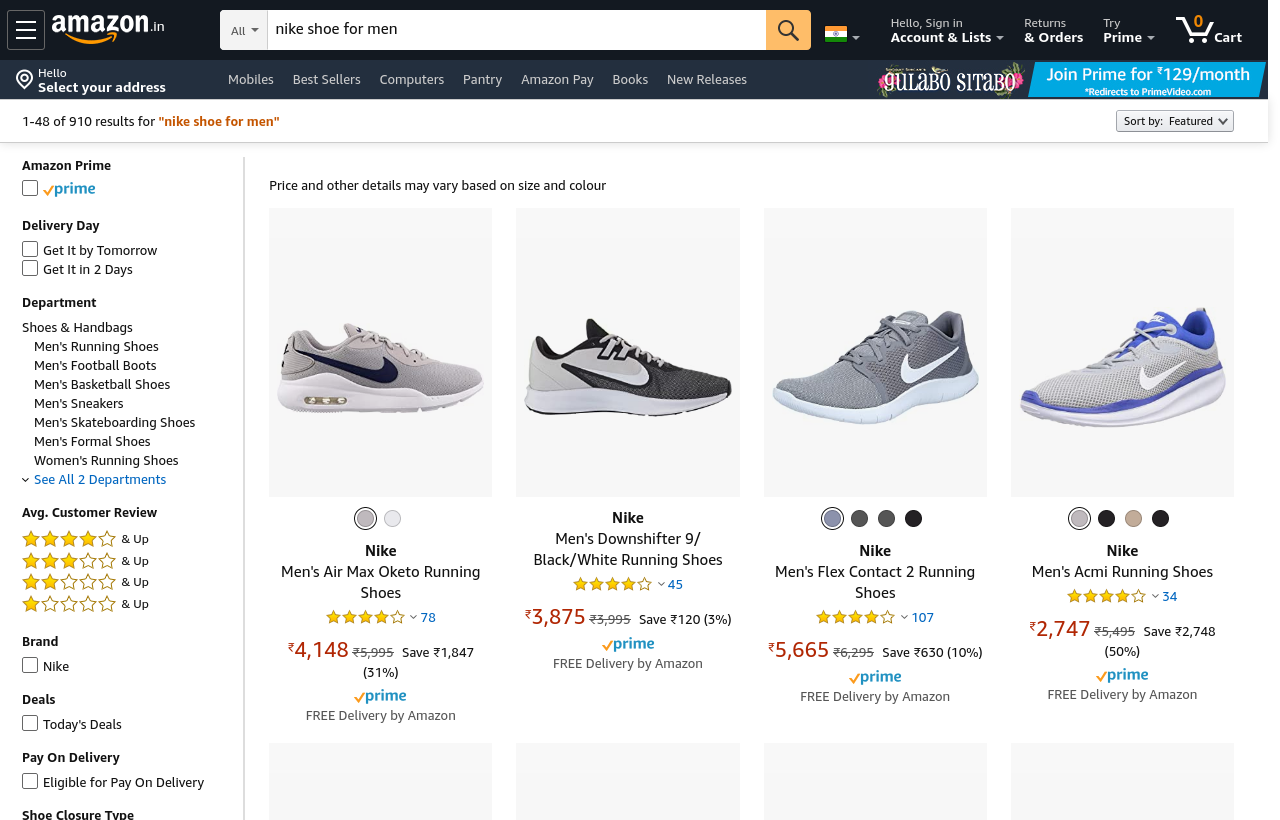 amazon.in
All
nike shoe for men
Hello, Sign in
Account & Lists
Returns
& Orders
Try
Prime
0
Cart
Hello
Select your address
Mobiles
Best Sellers
Computers
Pantry
Amazon Pay
Books
New Releases
GULABO SITABO
Join Prime for ₹129/month
*Redirects to PrimeVideo.com
1-48 of 910 results for "nike shoe for men"
Sort by: Featured
Amazon Prime
prime
Delivery Day
Get It by Tomorrow
Get It in 2 Days
Department
Shoes & Handbags
Men's Running Shoes
Men's Football Boots
Men's Basketball Shoes
Men's Sneakers
Men's Skateboarding Shoes
Men's Formal Shoes
Women's Running Shoes
See All 2 Departments
Avg. Customer Review
& Up
& Up
& Up
& Up
Brand
Nike
Deals
Today's Deals
Pay On Delivery
Eligible for Pay On Delivery
Shoe Closure Type
Price and other details may vary based on size and colour
Nike
Men's Air Max Oketo Running
Shoes
78
₹4,148 ₹5,995 Save ₹1,847
(31%)
prime
FREE Delivery by Amazon
Nike
Men's Downshifter 9/
Black/White Running Shoes
45
₹3,875 ₹3,995 Save ₹120 (3%)
prime
FREE Delivery by Amazon
Nike
Men's Flex Contact 2 Running
Shoes
107
₹5,665 ₹6,295 Save ₹630 (10%)
prime
FREE Delivery by Amazon
Nike
Men's Acmi Running Shoes
34
₹2,747 ₹5,495 Save ₹2,748
(50%)
prime
FREE Delivery by Amazon